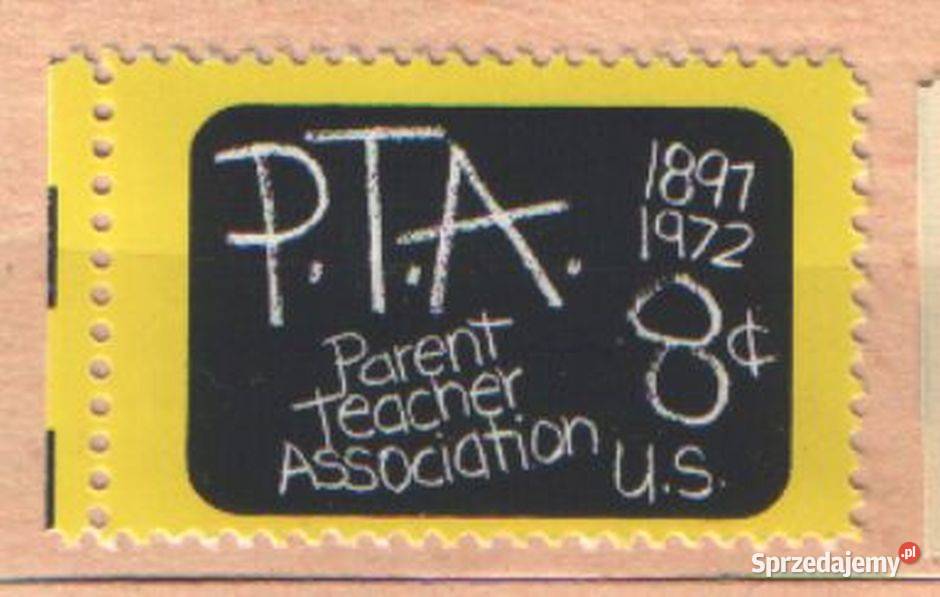 P.T.A.
Parent
Teacher
Association
1897
1972
8¢
U.S.
Sprzedajemy.pl